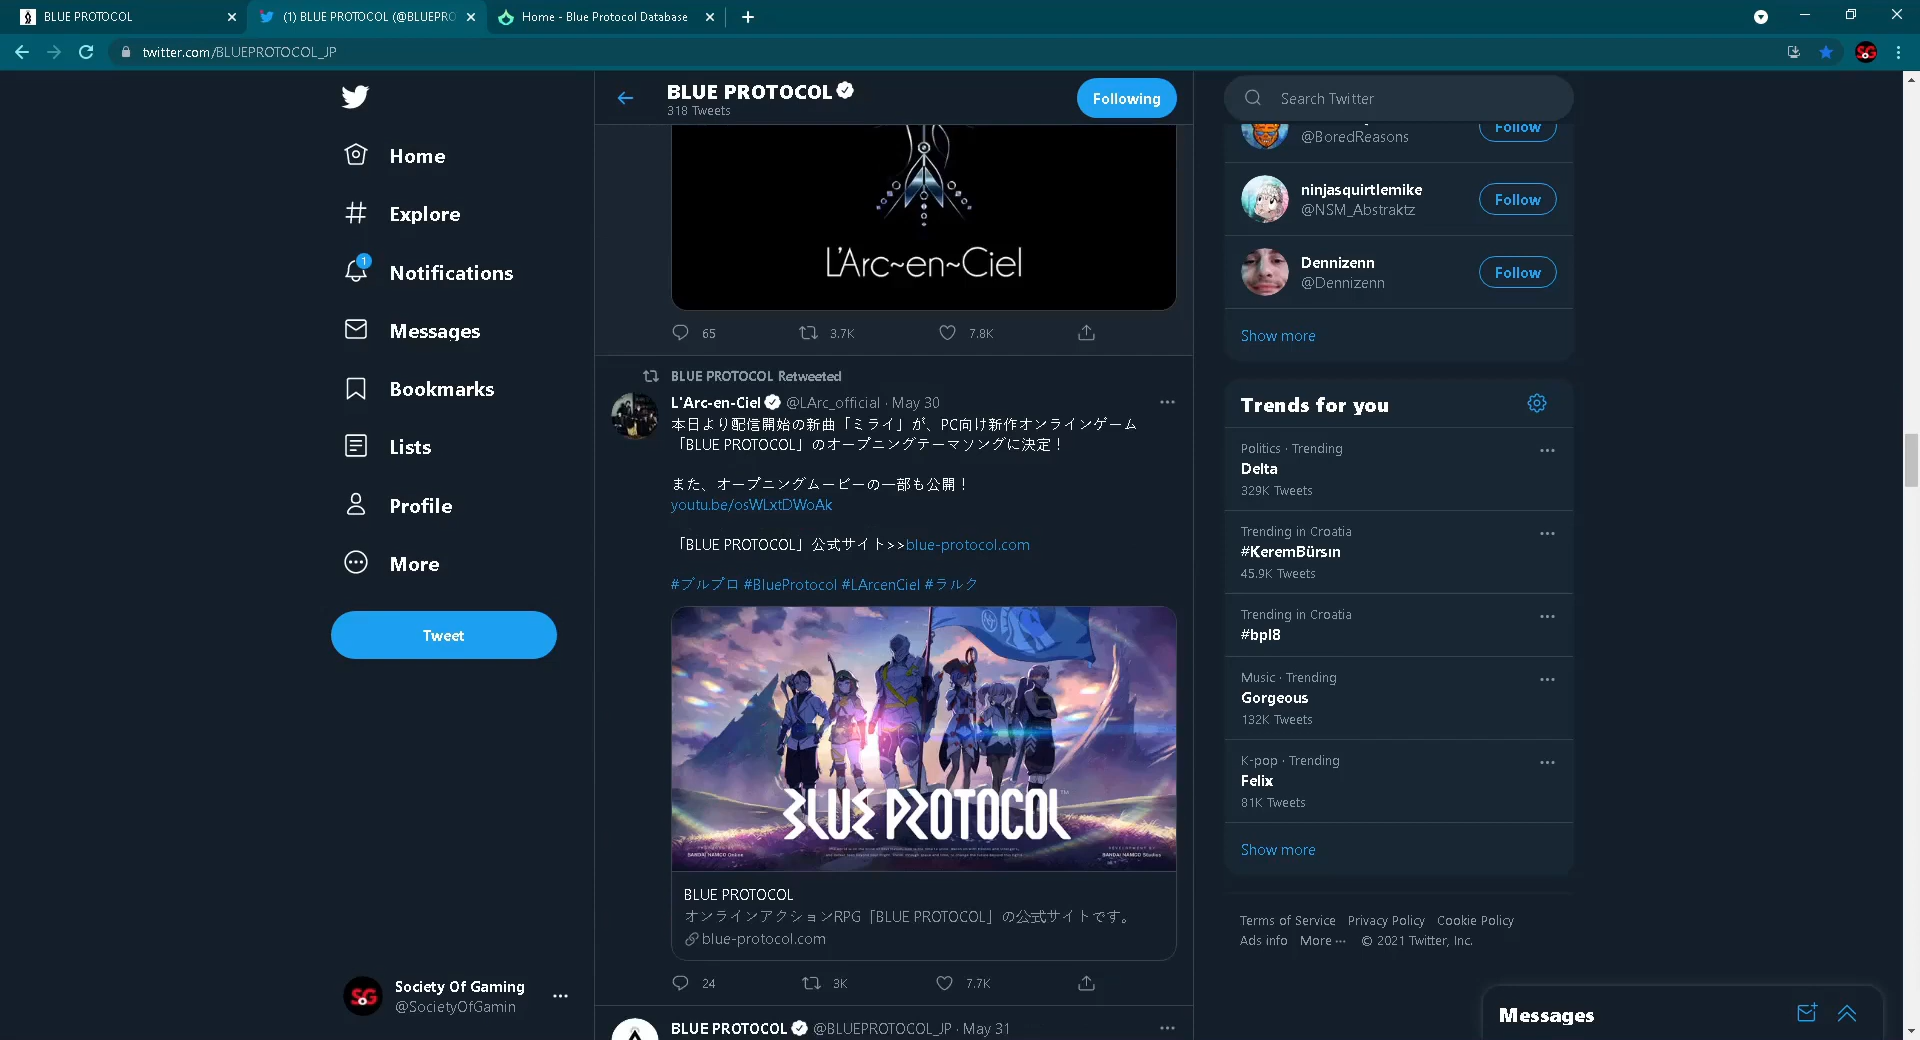 BLUE PROTOCOL
(1) BLUE PROTOCOL (@BLUEPRO
Home - Blue Protocol Database
twitter.com/BLUEPROTOCOL_JP
Home
Explore
1
Notifications
Messages
Bookmarks
Lists
Profile
More
Tweet
Society Of Gaming
@SocietyOfGamin
BLUE PROTOCOL
318 Tweets
Following
L'Arc~en~Ciel
65
3.7K
7.8K
BLUE PROTOCOL Retweeted
L'Arc-en-Ciel @LArc_official · May 30
本日より配信開始の新曲「ミライ」が、PC向け新作オンラインゲーム
「BLUE PROTOCOL」のオープニングテーマソングに決定！
また、オープニングムービーの一部も公開！
youtu.be/osWLxtDWoAk
「BLUE PROTOCOL」公式サイト>>blue-protocol.com
#ブルプロ #BlueProtocol #LArcenCiel #ラルク
BLUE PROTOCOL
BANDAI NAMCO Online
BANDAI NAMCO Studios
BLUE PROTOCOL
オンラインアクションRPG「BLUE PROTOCOL」の公式サイトです。
blue-protocol.com
24
3K
7.7K
BLUE PROTOCOL @BLUEPROTOCOL_JP · May 31
Search Twitter
@BoredReasons
Follow
ninjasquirtlemike
@NSM_Abstraktz
Follow
Dennizenn
@Dennizenn
Follow
Show more
Trends for you
Politics · Trending
Delta
329K Tweets
Trending in Croatia
#KeremBürsın
45.9K Tweets
Trending in Croatia
#bpl8
Music · Trending
Gorgeous
132K Tweets
K-pop · Trending
Felix
81K Tweets
Show more
Terms of Service Privacy Policy Cookie Policy
Ads info More ··· © 2021 Twitter, Inc.
Messages
SG
SG